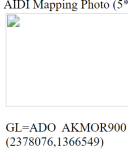 AIDI Mapping Photo (5*
GL=ADO AKMOR900
(2378076,1366549)